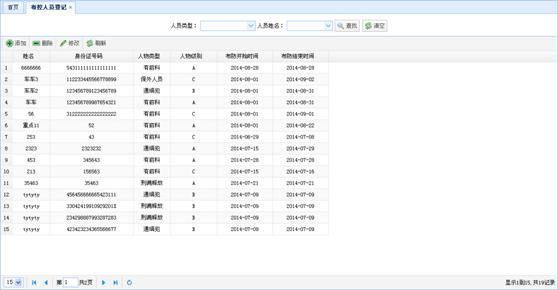 首页 布控人员登记 ×
人员类型： 人员姓名： 查找 清空
添加 删除 修改 刷新
姓名 身份证号码 人物类型 人物级别 布防开始时间 布防结束时间
1 6666666 有前科 A 2014-08-28 2014-08-28
2 车车3 112233445566778899 保外人员 C 2014-08-01 2014-09-02
3 车车2 123456789123456789 通缉犯 B 2014-08-01 2014-08-31
4 车车 123456789987654321 有前科 A 2014-08-01 2014-08-31
5 56 有前科 C 2014-08-01 2014-09-01
6 重点11 52 有前科 A 2014-08-01 2014-08-22
7 253 43 有前科 C 2014-06-29 2014-07-08
8 2323 2323232 通缉犯 A 2014-07-15 2014-07-29
9 453 345643 有前科 A 2014-07-28 2014-07-28
10 213 156563 有前科 C 2014-07-15 2014-07-16
11 35463 35463 刑满释放 A 2014-07-21 2014-07-21
12 tytyty 通缉犯 B 2014-07-09 2014-07-09
13 tytyty 33042419910929201X 刑满释放 B 2014-07-09 2014-07-09
14 tytyty 234298887993287283 刑满释放 B 2014-07-09 2014-07-09
15 tytyty 423423234365566677 通缉犯 B 2014-07-09 2014-07-09
15 第 1 共2页 显示1到15, 共19记录